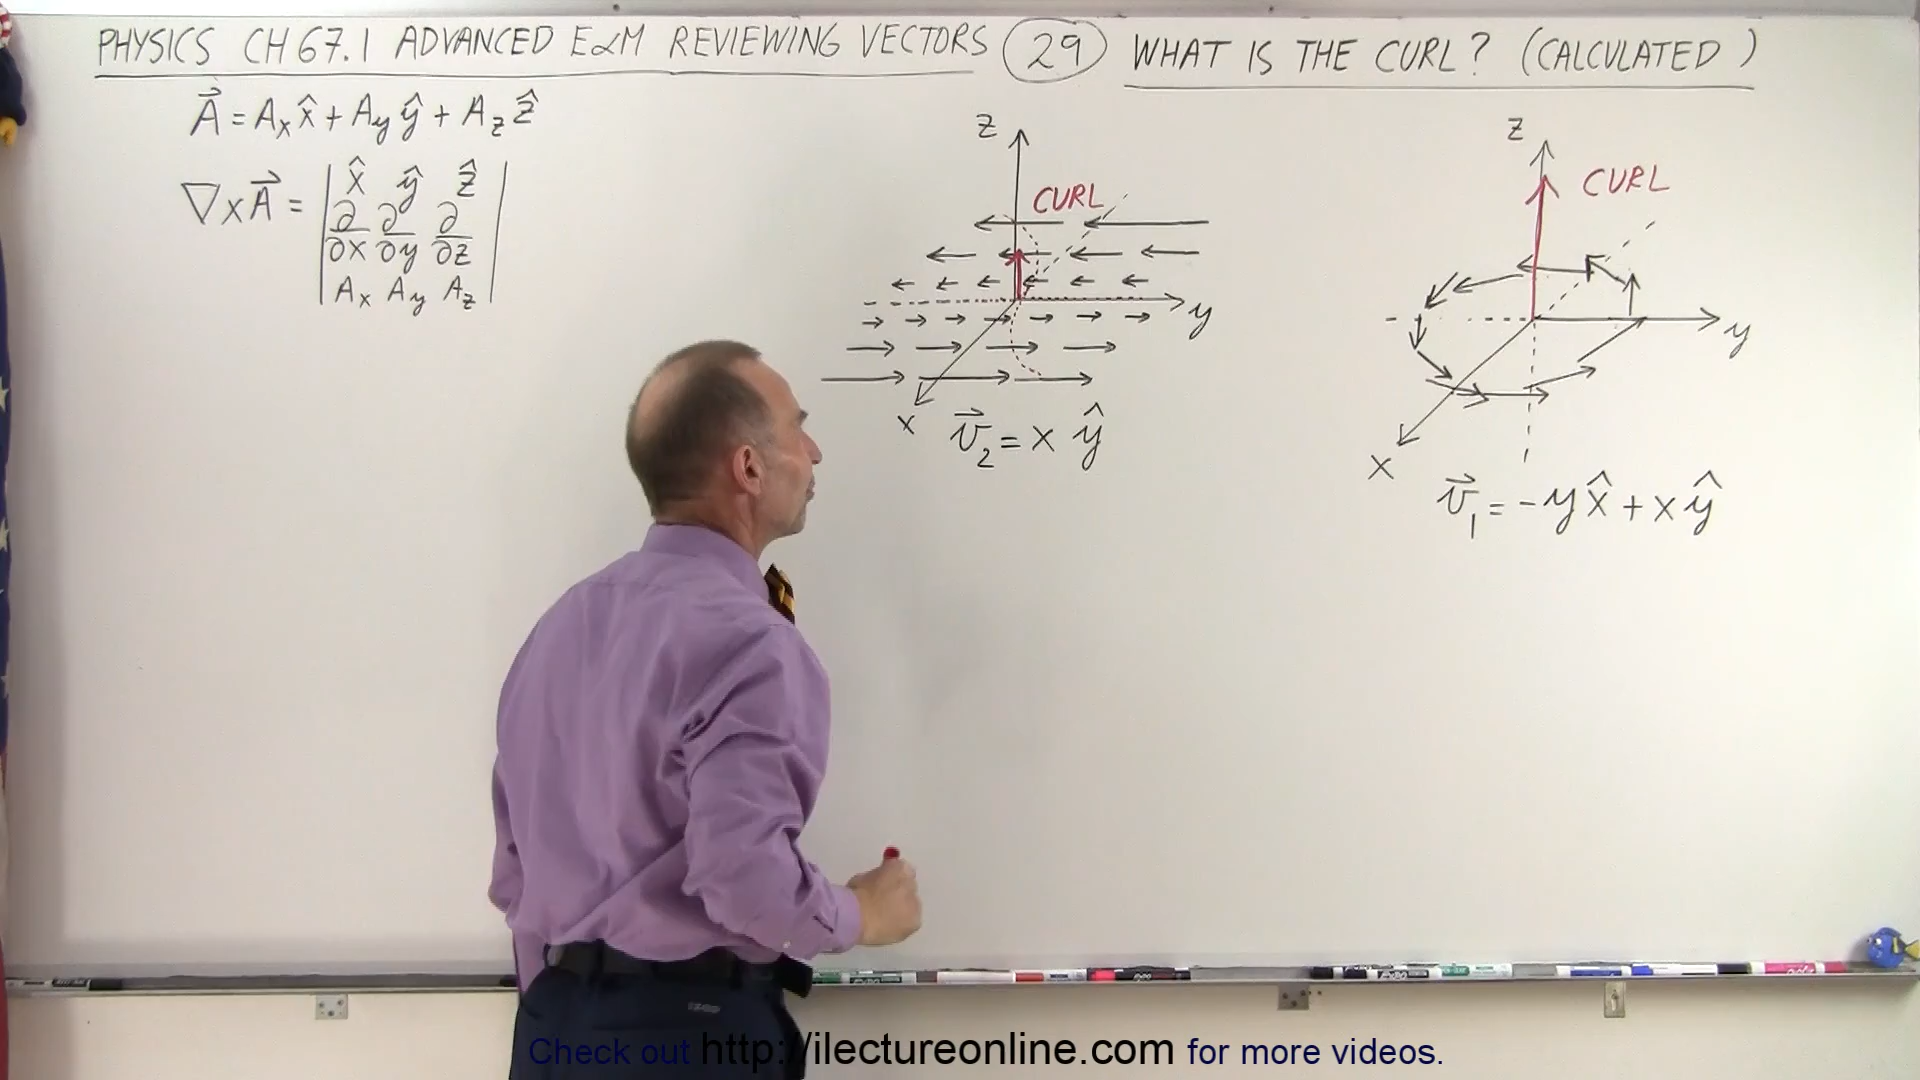 PHYSICS CH 67.1 ADVANCED E&M REVIEWING VECTORS 29 WHAT IS THE CURL? (CALCULATED )
A⃗ = Aₓ x̂ + A_y ŷ + A_z ẑ
∇ x A⃗ =
x̂ ŷ ẑ
∂/∂x ∂/∂y ∂/∂z
Aₓ A_y A_z
z
CURL
y
x
v⃗₂ = x ŷ
z
CURL
y
x
v⃗₁ = -y x̂ + x ŷ
Check out http://ilectureonline.com for more videos.